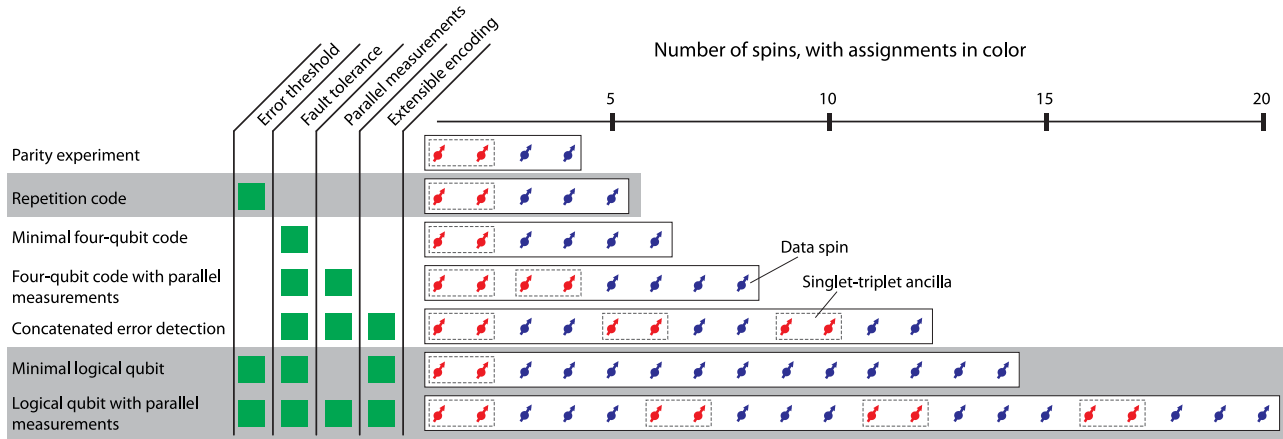 Number of spins, with assignments in color
Error threshold
Fault tolerance
Parallel measurements
Extensible encoding
5
10
15
20
Parity experiment
Repetition code
Minimal four-qubit code
Four-qubit code with parallel
measurements
Data spin
Singlet-triplet ancilla
Concatenated error detection
Minimal logical qubit
Logical qubit with parallel
measurements